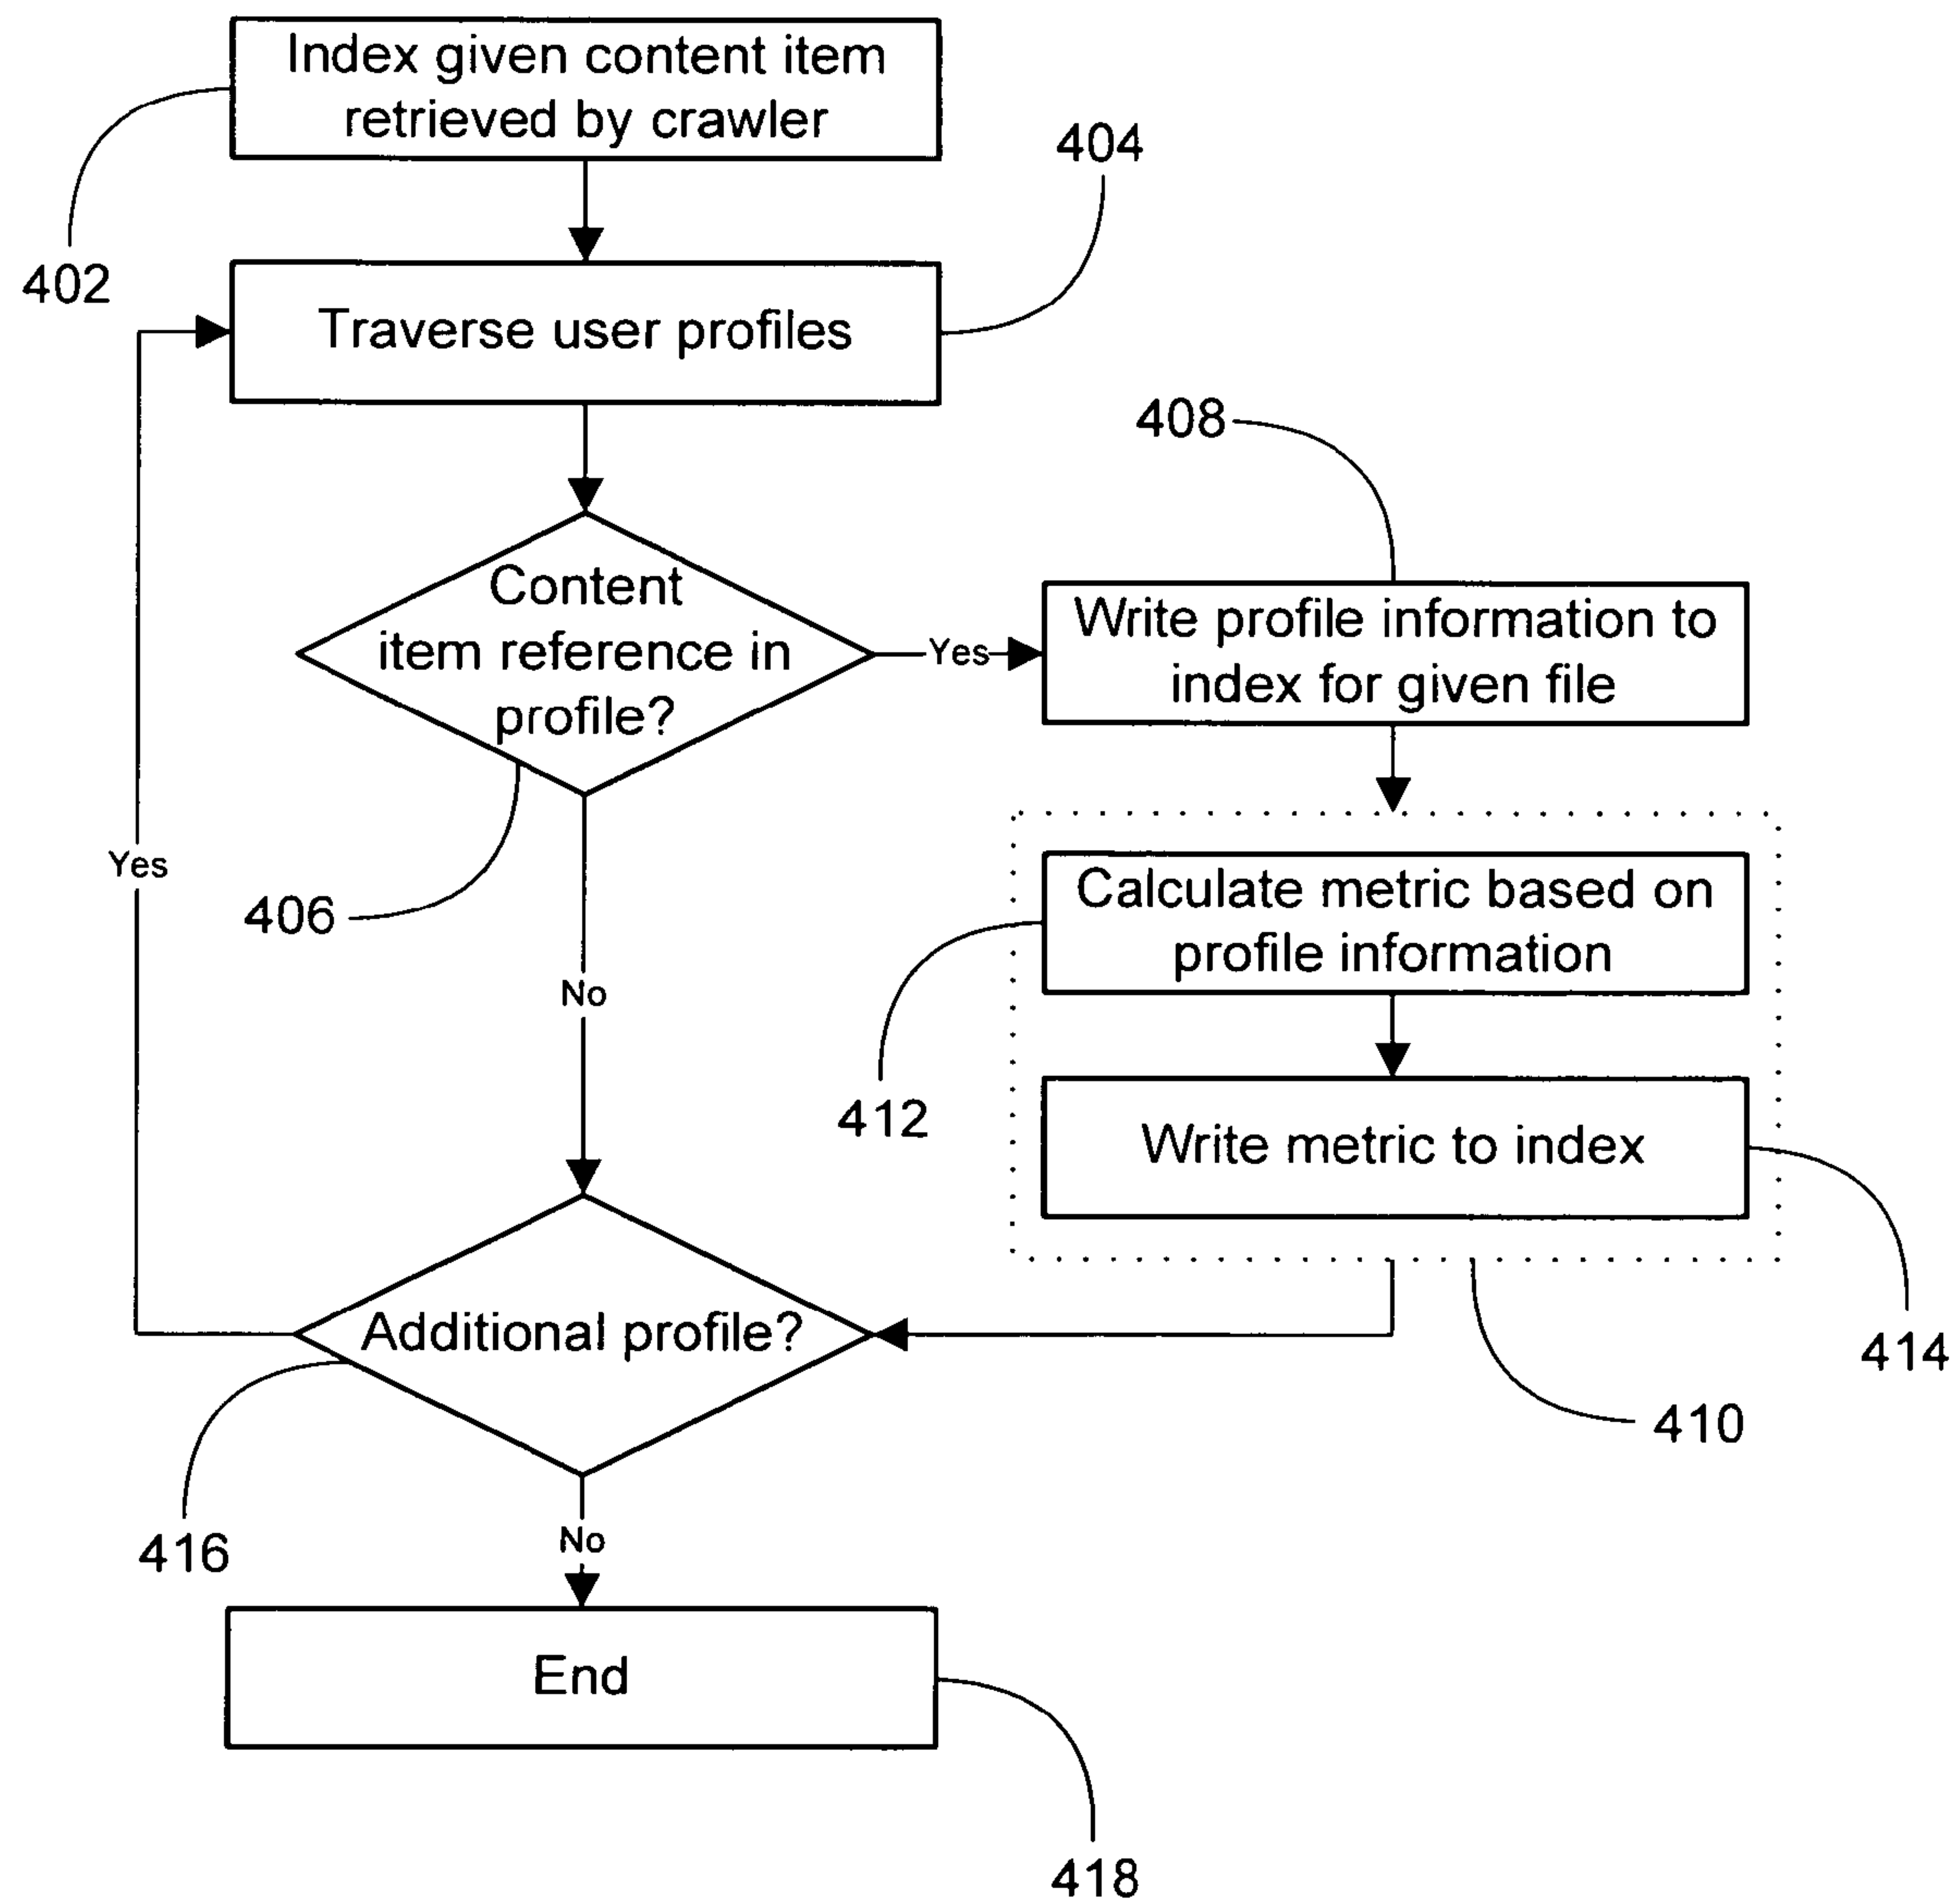 Index given content item
retrieved by crawler
404
402
Traverse user profiles
408
Content
item reference in
profile?
Yes
Write profile information to
index for given file
Yes
406
Calculate metric based on
profile information
No
412
Write metric to index
Additional profile?
414
410
416
No
End
418